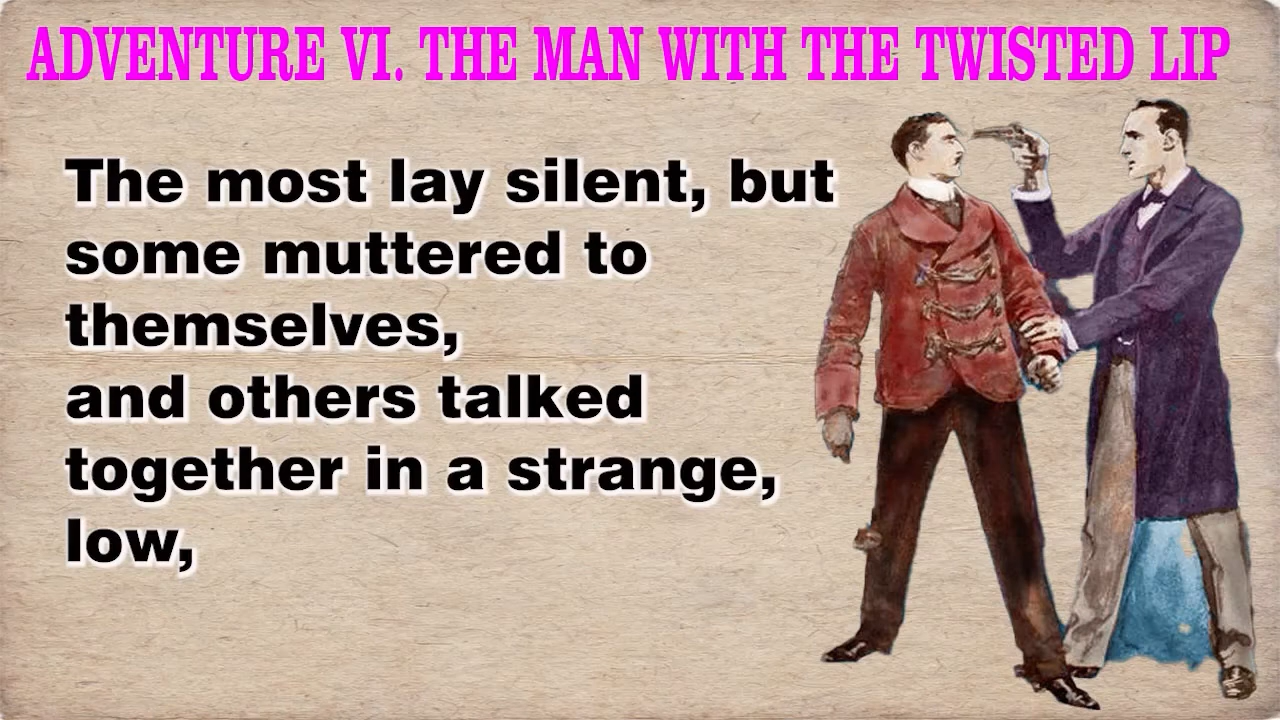 ADVENTURE VI. THE MAN WITH THE TWISTED LIP
The most lay silent, but
some muttered to
themselves,
and others talked
together in a strange,
low,